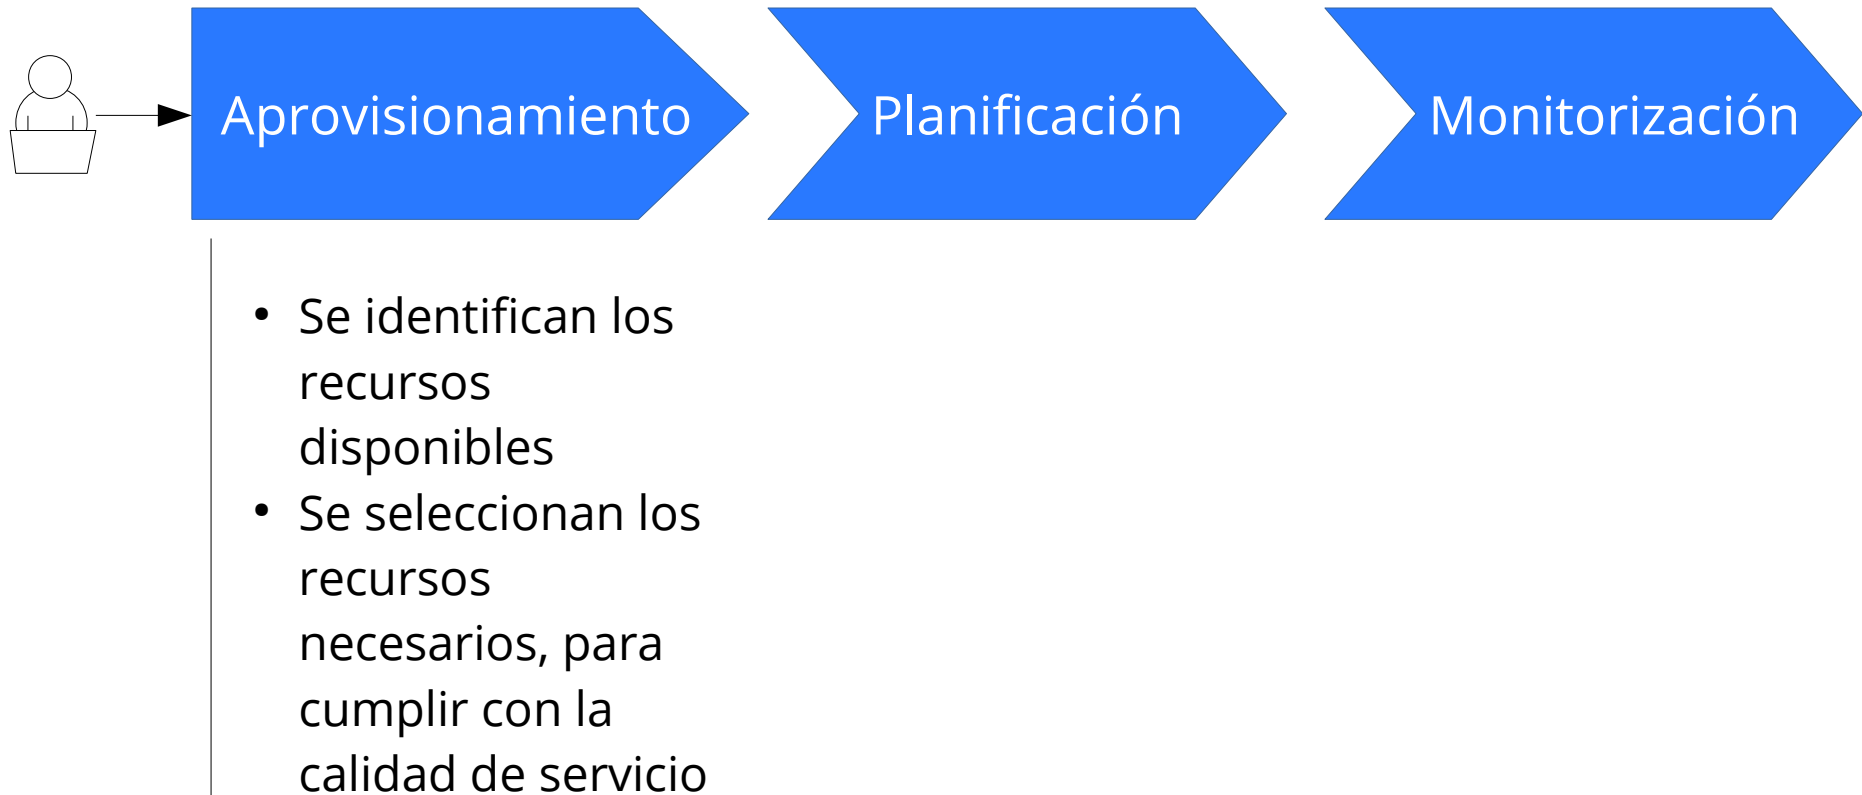 Aprovisionamiento
Planificación
Monitorización
• Se identifican los
recursos
disponibles
• Se seleccionan los
recursos
necesarios, para
cumplir con la
calidad de servicio